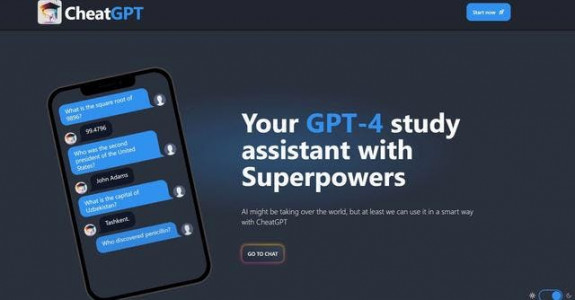 CheatGPT
Start now
What is the square root of
9896?
99.4796
Who was the second
president of the United
States?
John Adams
What is the capital of
Uzbekistan?
Tashkent.
Who discovered penicillin?
Your GPT-4 study
assistant with
Superpowers
AI might be taking over the world, but at least we can use it in a smart way
with CheatGPT
GO TO CHAT